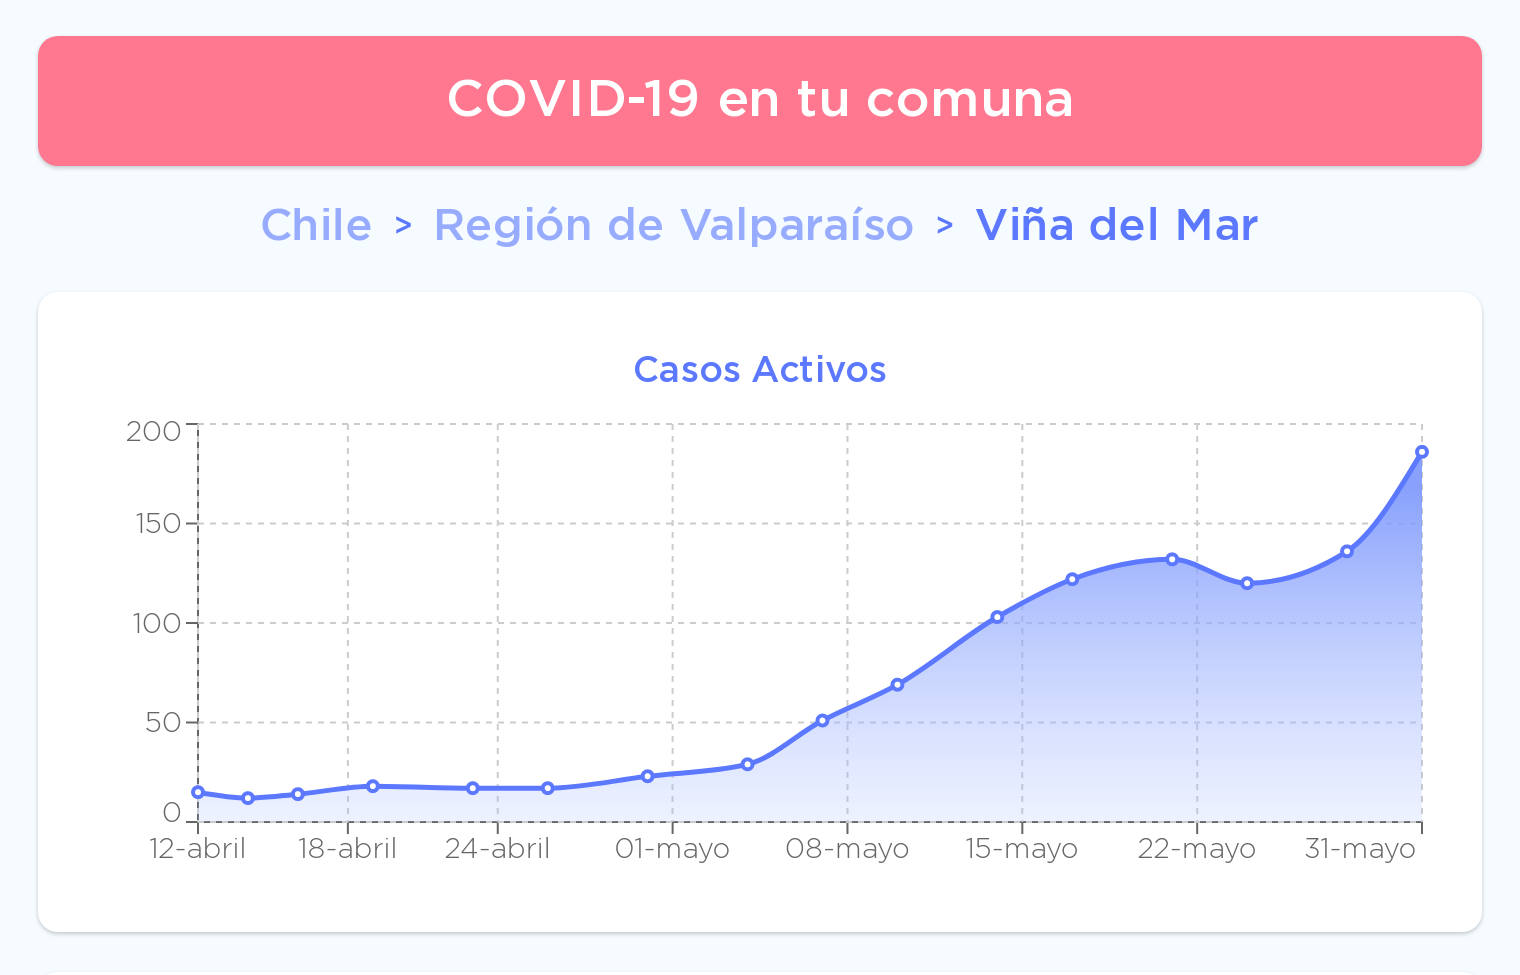 COVID-19 en tu comuna
Chile > Región de Valparaíso > Viña del Mar
Casos Activos
200
150
100
50
0
12-abril 18-abril 24-abril 01-mayo 08-mayo 15-mayo 22-mayo 31-mayo